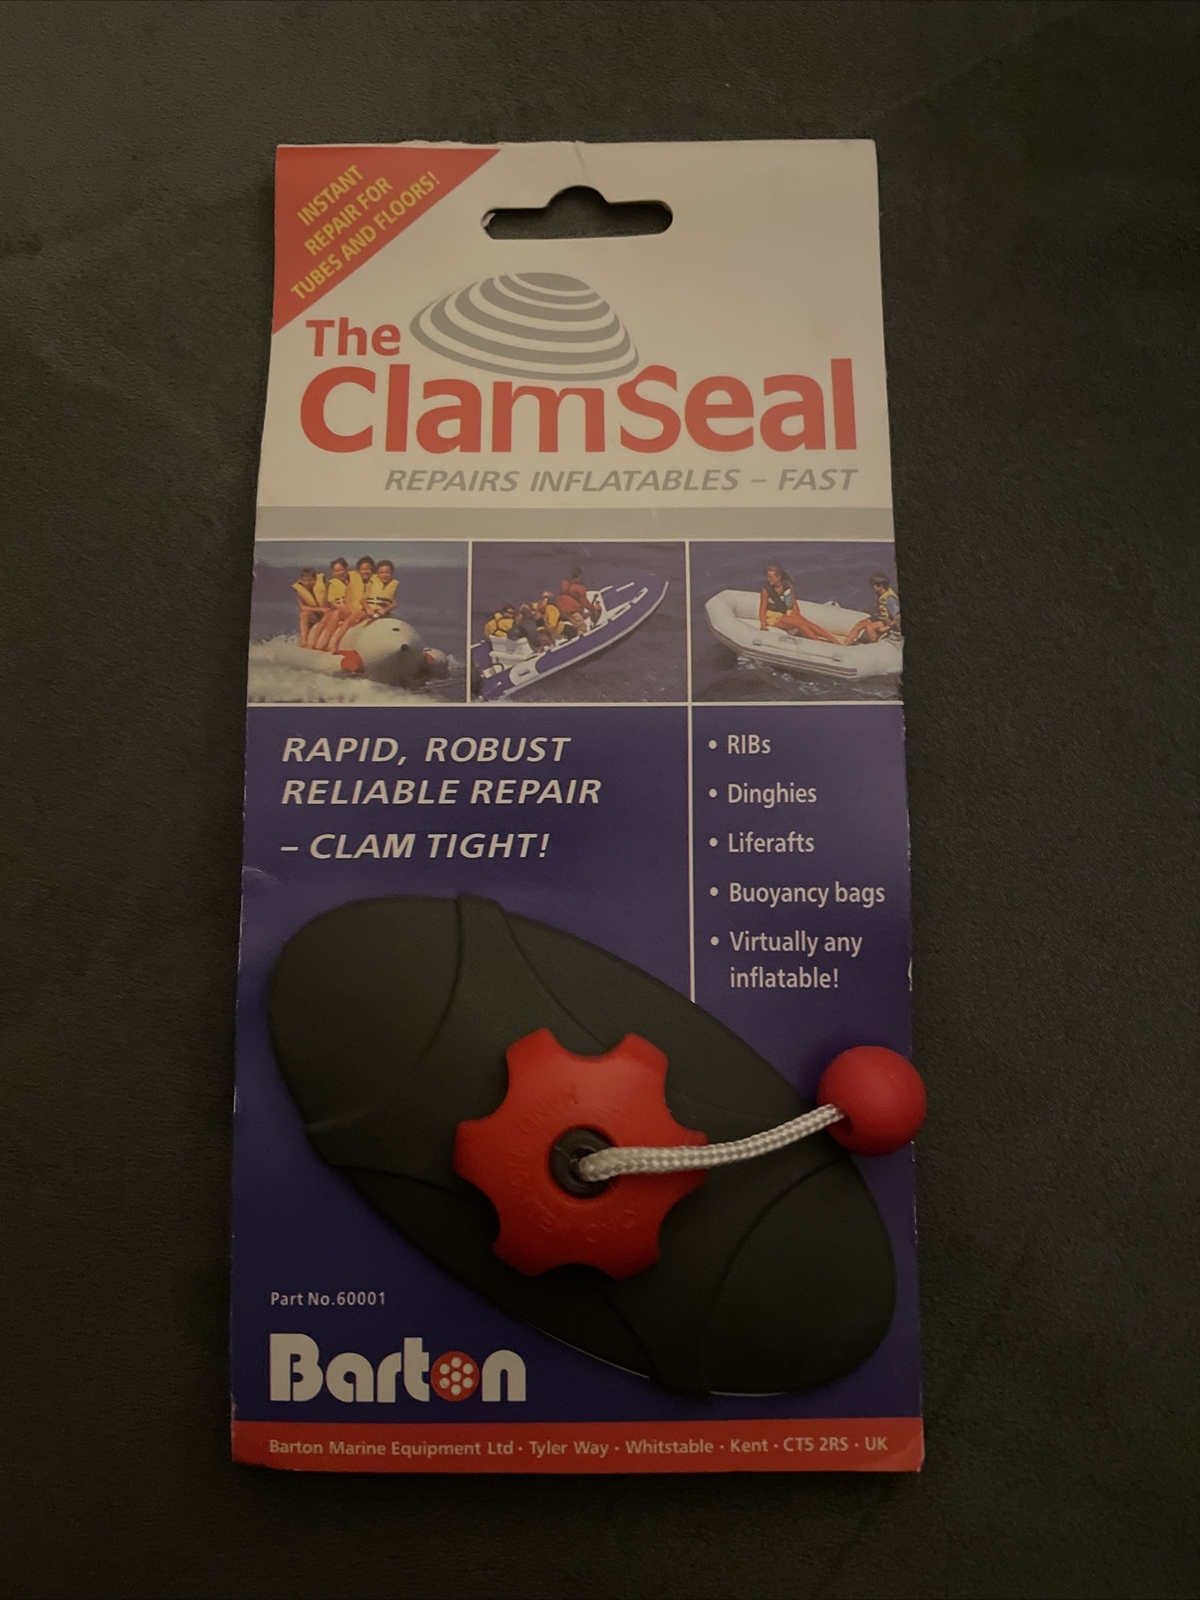 INSTANT
REPAIR FOR
TUBES AND FLOORS!
The
ClamSeal
REPAIRS INFLATABLES – FAST
RAPID, ROBUST
RELIABLE REPAIR
– CLAM TIGHT!
• RIBs
• Dinghies
• Liferafts
• Buoyancy bags
• Virtually any
inflatable!
HAND TIGHTEN
Part No.60001
Barton
Barton Marine Equipment Ltd · Tyler Way · Whitstable · Kent · CT5 2RS · UK